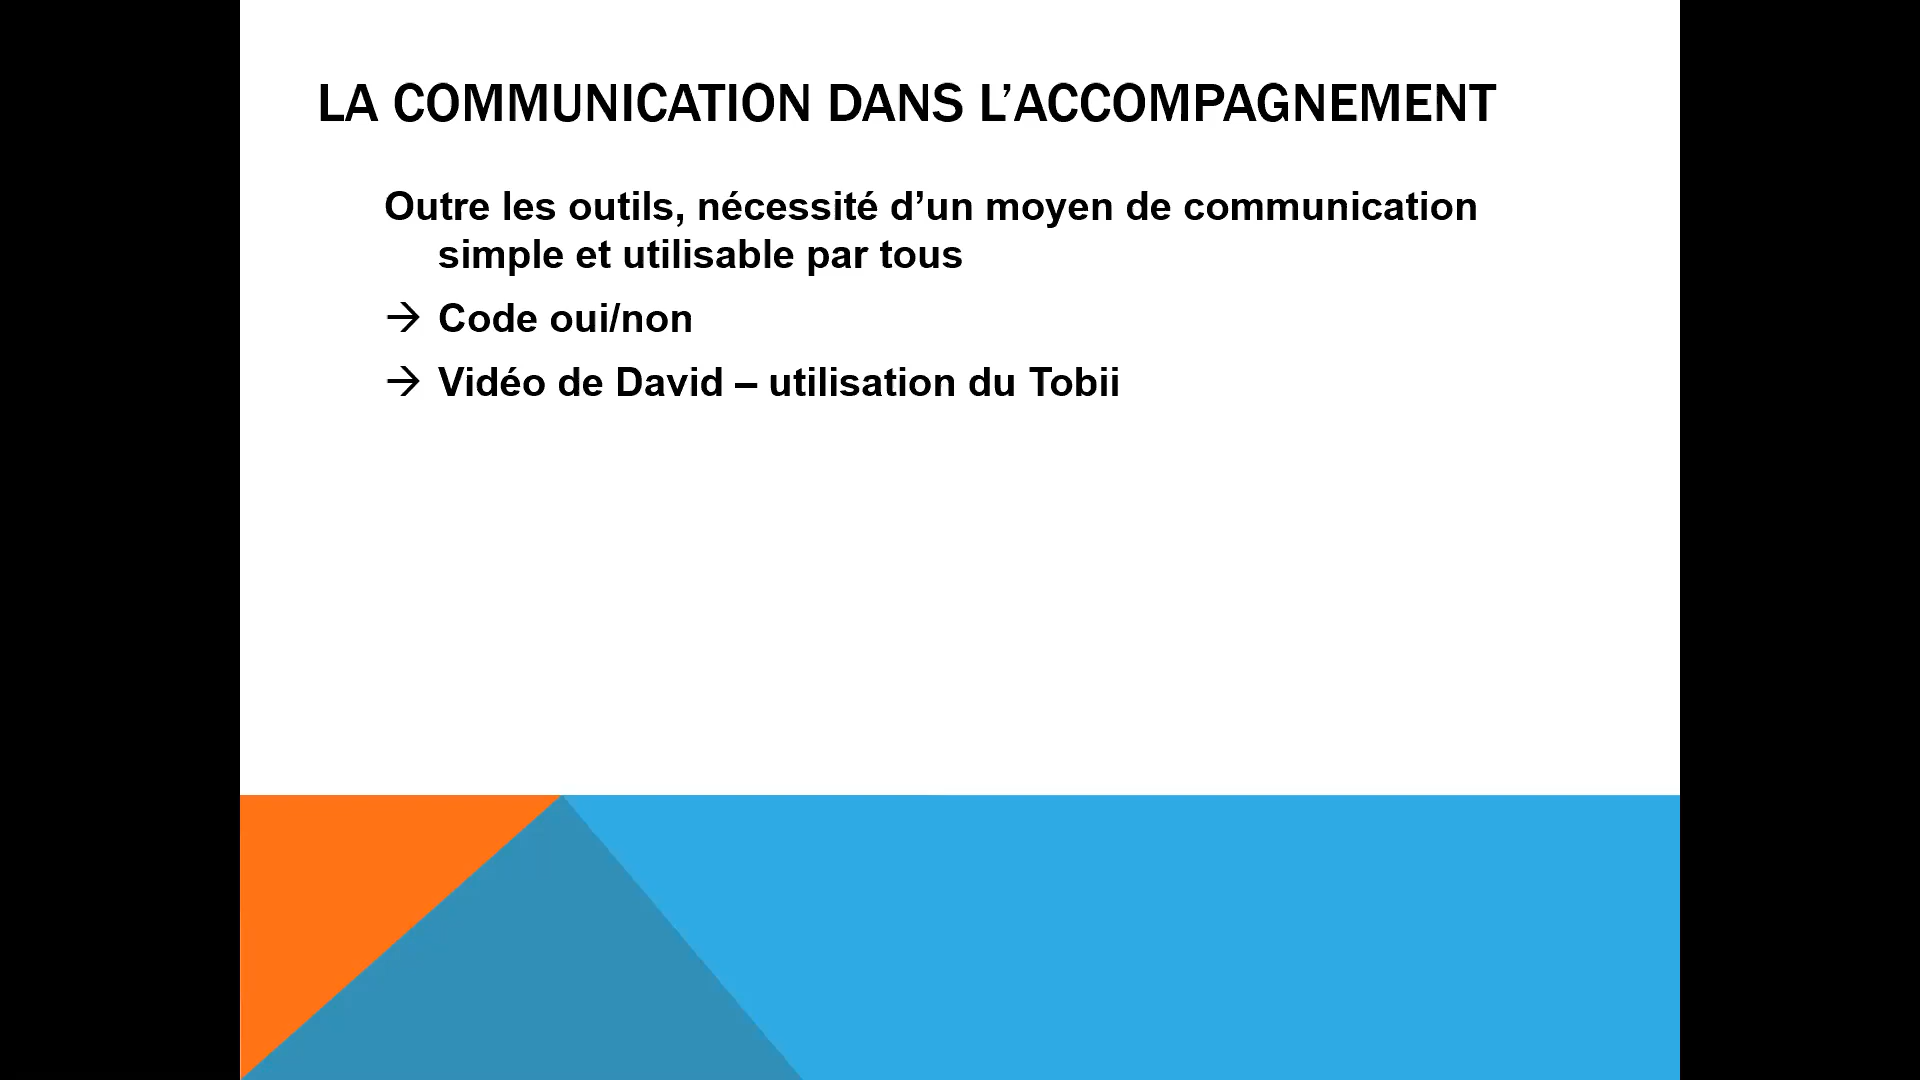 LA COMMUNICATION DANS L’ACCOMPAGNEMENT
Outre les outils, nécessité d’un moyen de communication
simple et utilisable par tous
→ Code oui/non
→ Vidéo de David – utilisation du Tobii